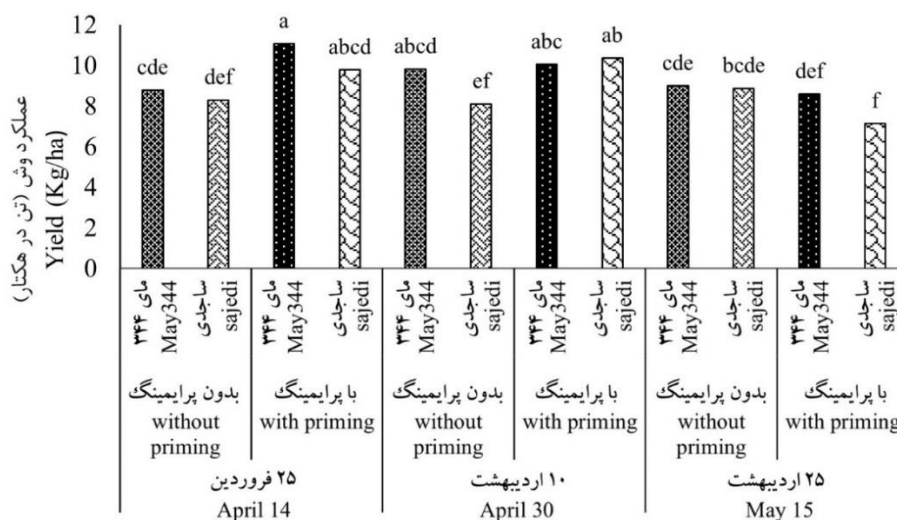 عملکرد وش (تن در هکتار)
Yield (Kg/ha)
12
10
8
6
4
2
0
cde
def
a
abcd
abcd
ef
abc
ab
cde
bcde
def
f
مای ۳۴۴
May344
ساجدی
sajedi
مای ۳۴۴
May344
ساجدی
sajedi
مای ۳۴۴
May344
ساجدی
sajedi
مای ۳۴۴
May344
ساجدی
sajedi
مای ۳۴۴
May344
ساجدی
sajedi
مای ۳۴۴
May344
ساجدی
sajedi
بدون پرایمینگ
without
priming
با پرایمینگ
with priming
بدون پرایمینگ
without
priming
با پرایمینگ
with priming
بدون پرایمینگ
without
priming
با پرایمینگ
with priming
۲۵ فروردین
April 14
۱۰ اردیبهشت
April 30
۲۵ اردیبهشت
May 15